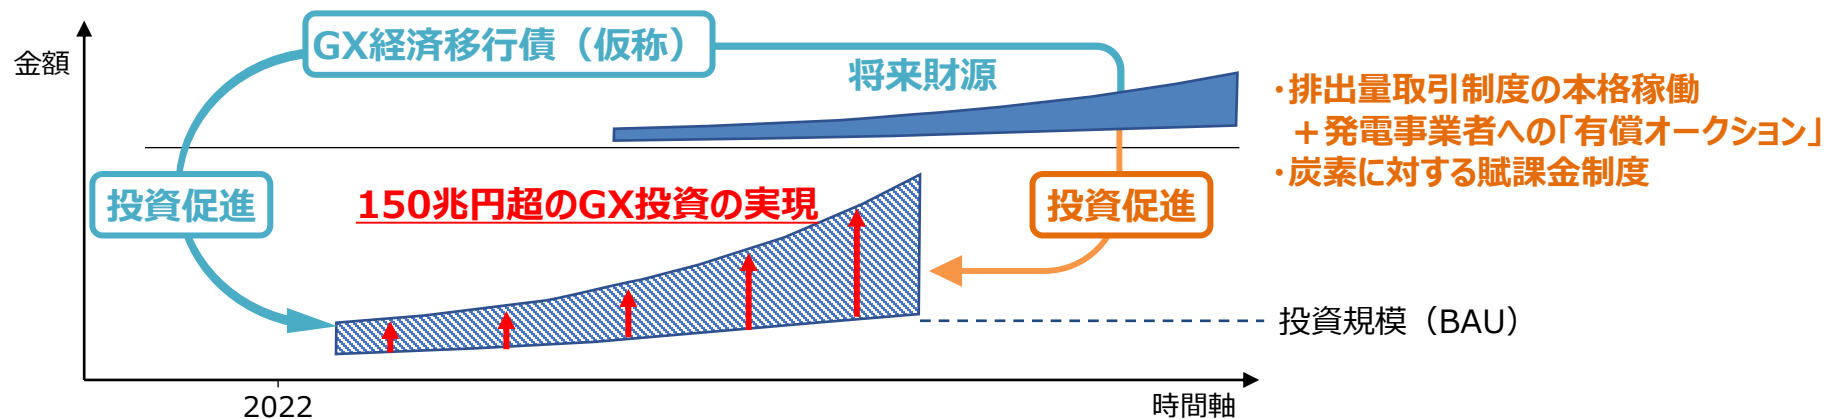 金額
GX経済移行債（仮称）
将来財源
・排出量取引制度の本格稼働
＋発電事業者への｢有償オークション｣
・炭素に対する賦課金制度
投資促進
150兆円超のGX投資の実現
投資促進
投資規模（BAU）
2022
時間軸